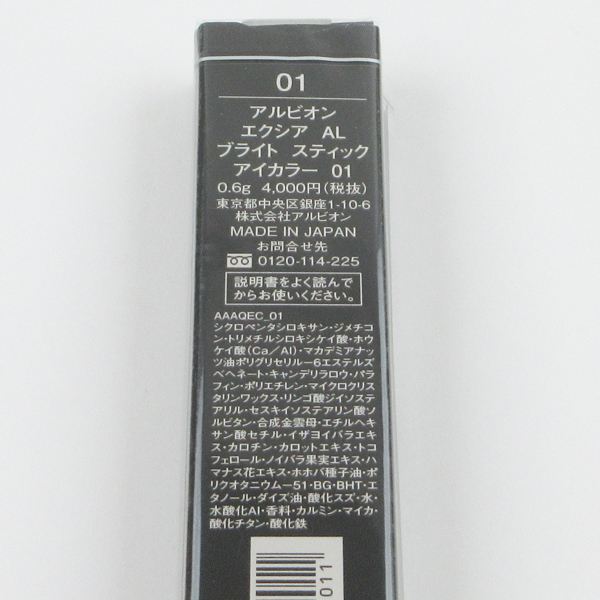 01
アルビオン
エクシア AL
ブライト スティック
アイカラー 01
0.6g 4,000円(税抜)
東京都中央区銀座1-10-6
株式会社アルビオン
MADE IN JAPAN
お問合せ先
0120-114-225
説明書をよく読んで
からお使いください。
AAAQEC_01
シクロペンタシロキサン・ジメチコ
ン・トリメチルシロキシケイ酸・ホウ
ケイ酸(Ca/Al)・マカデミアナッ
ツ油ポリグリセリル-6エステルズ
ベヘネート・キャンデリラロウ・パラ
フィン・ポリエチレン・マイクロクリス
タリンワックス・リンゴ酸ジイソステ
アリル・セスキイソステアリン酸ソ
ルビタン・合成金雲母・エチルヘキ
サン酸セチル・イザヨイバラエキ
ス・カロチン・カロットエキス・トコ
フェロール・ノイバラ果実エキス・ハ
マナス花エキス・ホホバ種子油・ポ
リクオタニウム-51・BG・BHT・エ
タノール・ダイズ油・酸化スズ・水・
水酸化Al・香料・カルミン・マイカ・
酸化チタン・酸化鉄
011